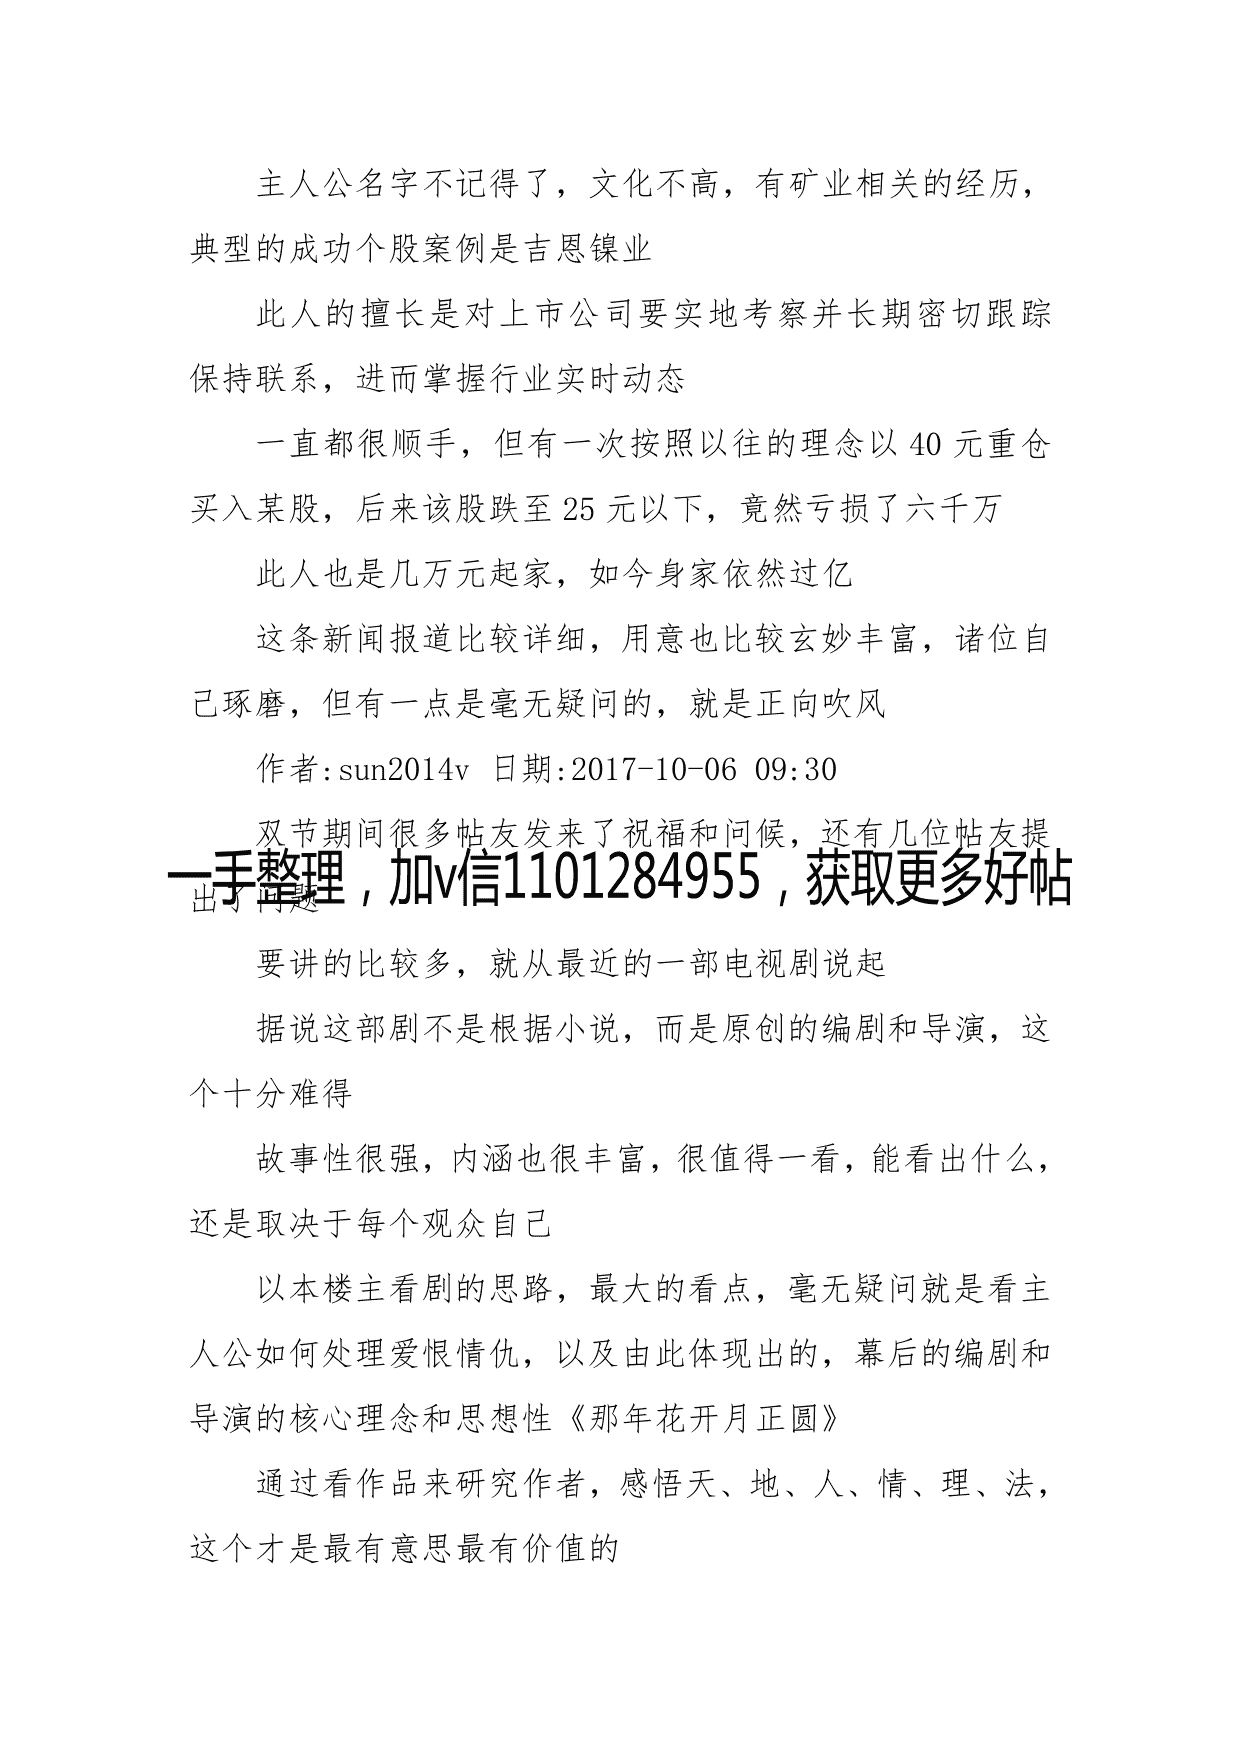 主人公名字不记得了，文化不高，有矿业相关的经历，
典型的成功个股案例是吉恩镍业
此人的擅长是对上市公司要实地考察并长期密切跟踪
保持联系，进而掌握行业实时动态
一直都很顺手，但有一次按照以往的理念以 40 元重仓
买入某股，后来该股跌至 25 元以下，竟然亏损了六千万
此人也是几万元起家，如今身家依然过亿
这条新闻报道比较详细，用意也比较玄妙丰富，诸位自
己琢磨，但有一点是毫无疑问的，就是正向吹风
作者:sun2014v 日期:2017-10-06 09:30
双节期间很多帖友发来了祝福和问候，还有几位帖友提
一手整理，加v信1101284955，获取更多好帖
出了问题
要讲的比较多，就从最近的一部电视剧说起
据说这部剧不是根据小说，而是原创的编剧和导演，这
个十分难得
故事性很强，内涵也很丰富，很值得一看，能看出什么，
还是取决于每个观众自己
以本楼主看剧的思路，最大的看点，毫无疑问就是看主
人公如何处理爱恨情仇，以及由此体现出的，幕后的编剧和
导演的核心理念和思想性《那年花开月正圆》
通过看作品来研究作者，感悟天、地、人、情、理、法，
这个才是最有意思最有价值的